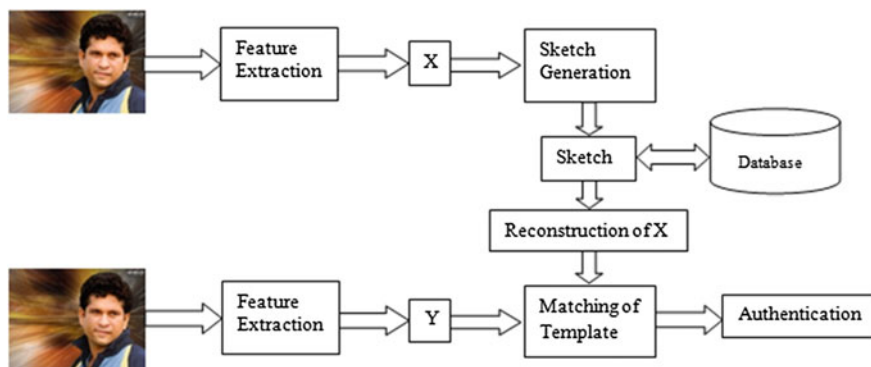 Feature
Extraction
X
Sketch
Generation
Sketch
Database
Reconstruction of X
Feature
Extraction
Y
Matching of
Template
Authentication